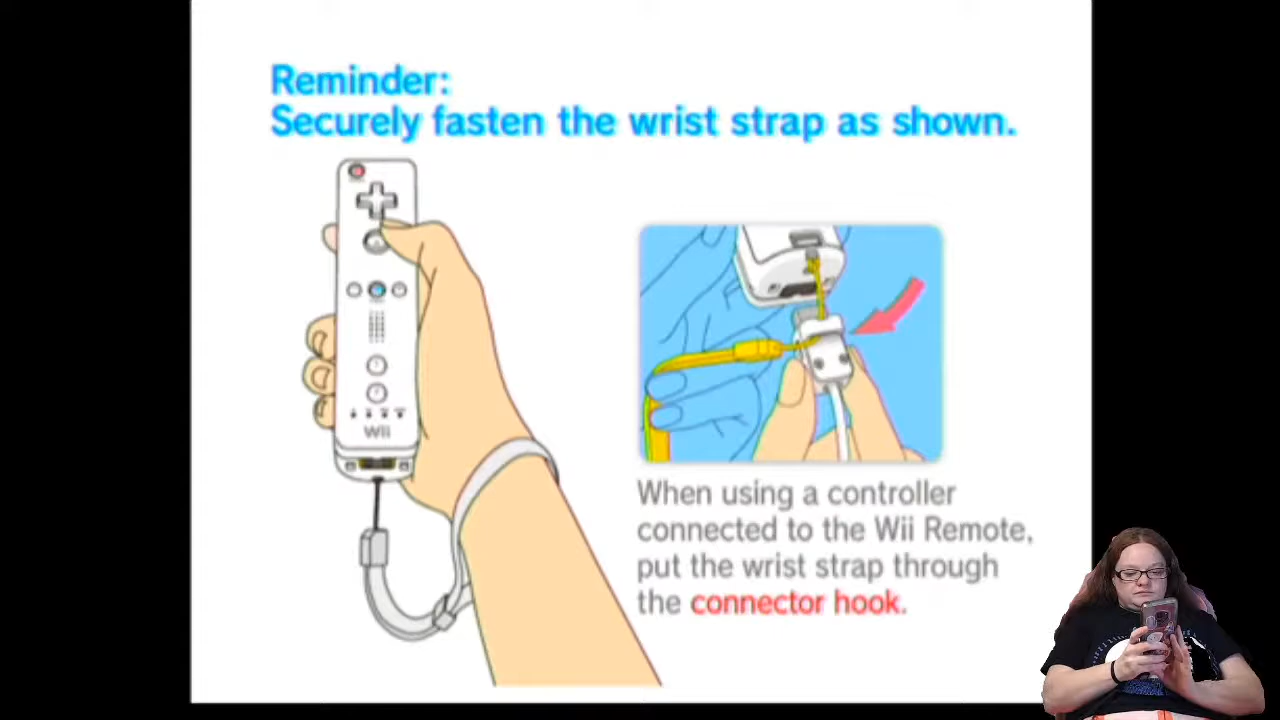 Reminder:
Securely fasten the wrist strap as shown.
Wii
When using a controller
connected to the Wii Remote,
put the wrist strap through
the connector hook.